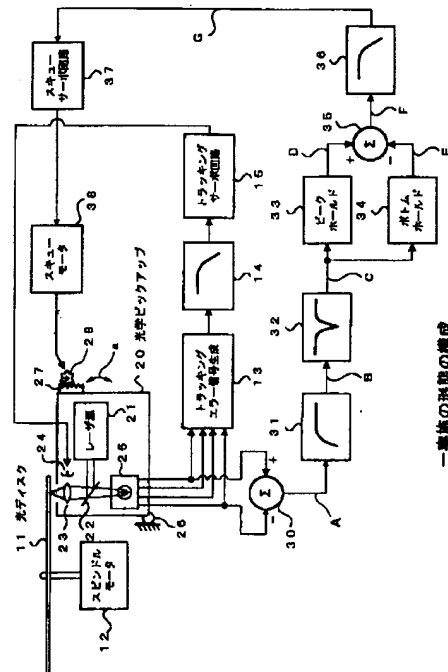 11 光ディスク
スピンドル
モータ
12
24
23
22
27
28
a
レーザ源
21
25
26
20 光学ピックアップ
スキュー
モータ
38
スキュー
サーボ回路
37
トラッキング
エラー信号生成
13
14
トラッキング
サーボ回路
15
G
30
Σ
+
-
A
31
B
32
C
ピーク
ホールド
33
ボトム
ホールド
34
D
E
35
Σ
+
-
F
36
一実施の形態の構成